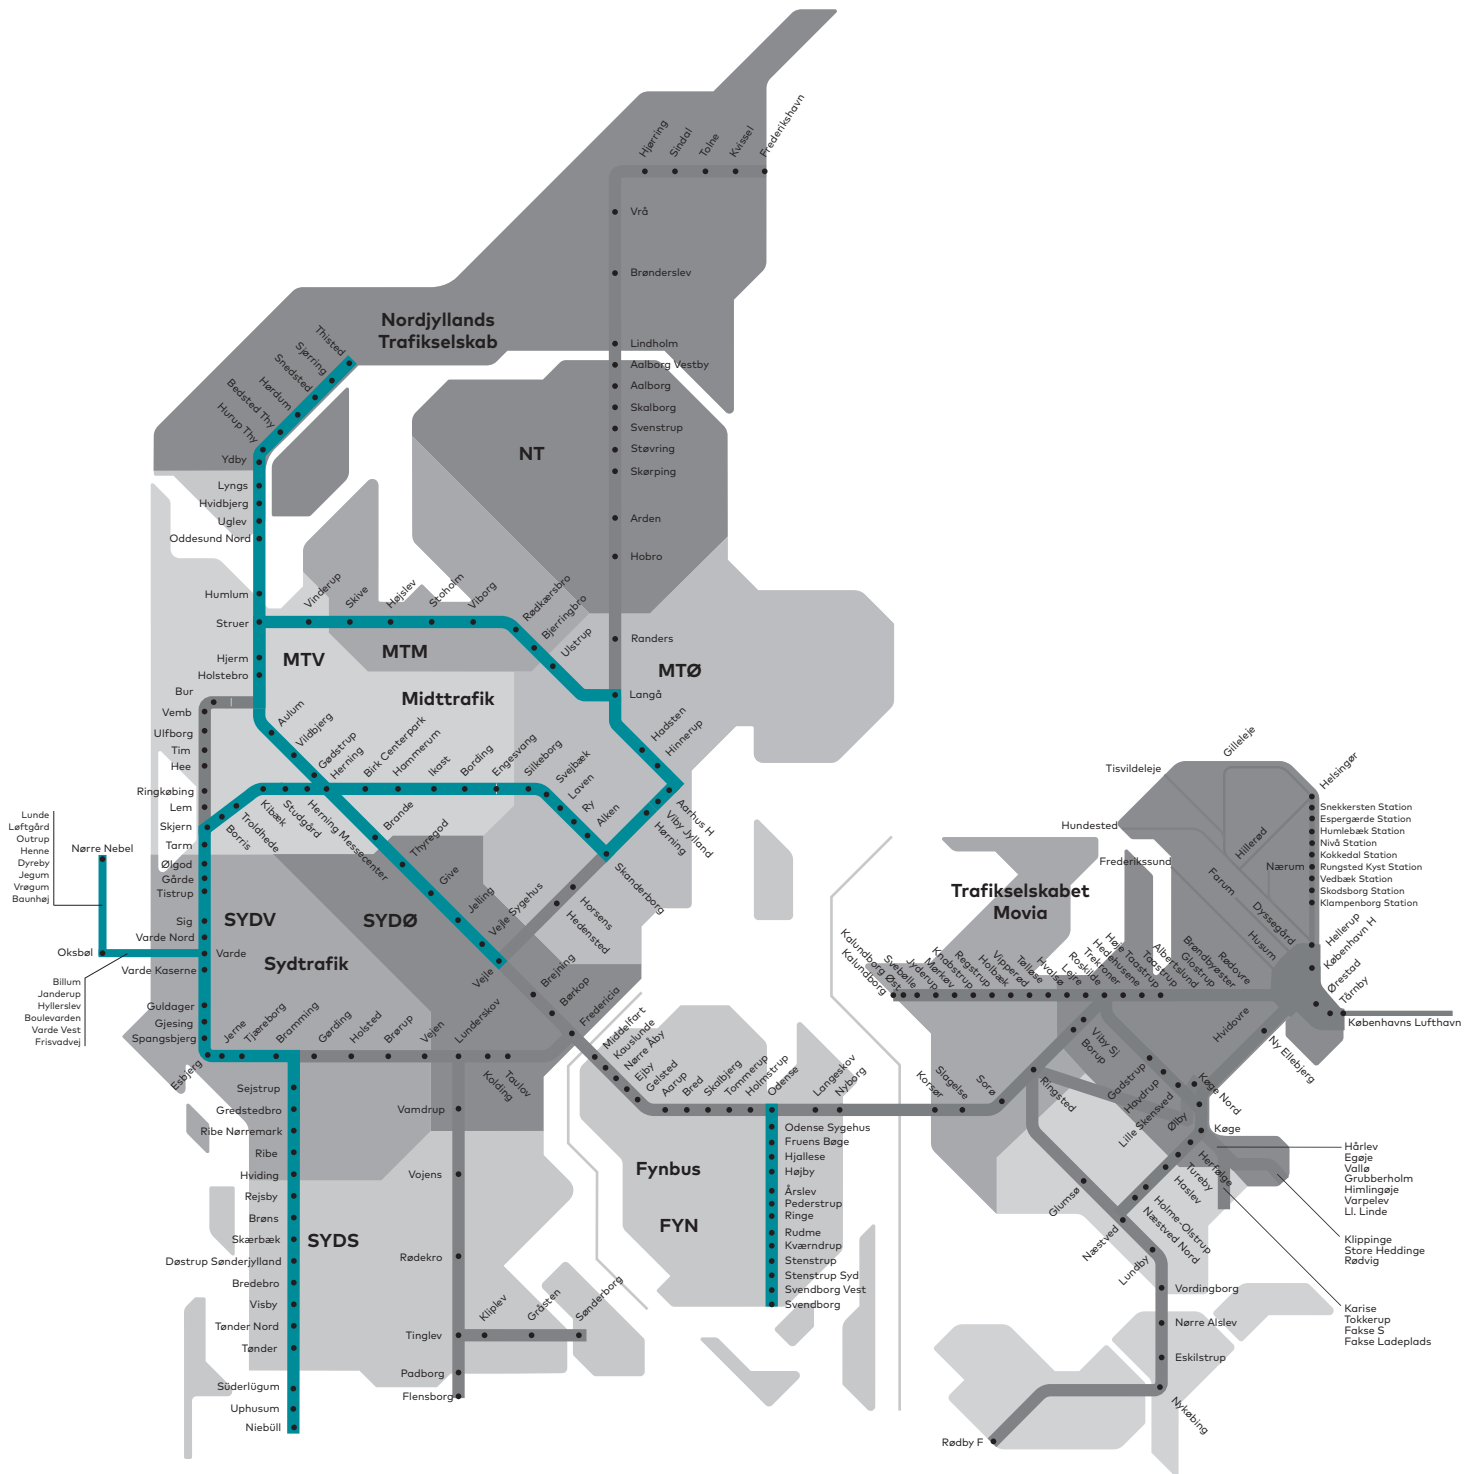 Hjørring
Sindal
Tolne
Kvissel
Frederikshavn
Vrå
Brønderslev
Lindholm
Aalborg Vestby
Aalborg
Skalborg
Svenstrup
Støvring
Skørping
Arden
Hobro
Randers
Langå
Nordjyllands
Trafikselskab
NT
Thisted
Sjørring
Snedsted
Hørdum
Bedsted Thy
Hurup Thy
Ydby
Lyngs
Hvidbjerg
Uglev
Oddesund Nord
Humlum
Struer
Hjerm
Holstebro
Vinderup
Skive
Højslev
Stoholm
Viborg
Rødkærsbro
Bjerringbro
Ulstrup
MTV
MTM
MTØ
Midttrafik
Hadsten
Hinnerup
Aarhus H
Viby Jylland
Hørning
Skanderborg
Bur
Vemb
Ulfborg
Tim
Hee
Ringkøbing
Lem
Skjern
Tarm
Ølgod
Gårde
Tistrup
Sig
Varde Nord
Varde
Varde Kaserne
Guldager
Gjesing
Spangsbjerg
Esbjerg
Aulum
Vildbjerg
Gødstrup
Herning
Birk Centerpark
Hammerum
Ikast
Bording
Engesvang
Silkeborg
Svejbæk
Laven
Ry
Alken
Borris
Troldhede
Kibæk
Studgård
Herning Messecenter
Brande
Thyregod
Give
Jelling
Vejle Sygehus
Vejle
Horsens
Hedensted
Brejning
Børkop
Fredericia
Lunde
Løftgård
Outrup
Henne
Dyreby
Jegum
Vrøgum
Baunhøj
Nørre Nebel
Oksbøl
Billum
Janderup
Hyllerslev
Boulevarden
Varde Vest
Frisvadvej
SYDV
SYDØ
Sydtrafik
Jerne
Tjæreborg
Bramming
Gørding
Holsted
Brørup
Vejen
Lunderskov
Kolding
Taulov
Sejstrup
Gredstedbro
Ribe Nørremark
Ribe
Hviding
Rejsby
Brøns
Skærbæk
Døstrup Sønderjylland
Bredebro
Visby
Tønder Nord
Tønder
Süderlügum
Uphusum
Niebüll
SYDS
Vamdrup
Vojens
Rødekro
Tinglev
Kliplev
Gråsten
Sønderborg
Padborg
Flensborg
Middelfart
Kauslunde
Nørre Åby
Ejby
Gelsted
Aarup
Bred
Skalbjerg
Tommerup
Holmstrup
Odense
Langeskov
Nyborg
Odense Sygehus
Fruens Bøge
Hjallese
Højby
Årslev
Pederstrup
Ringe
Rudme
Kværndrup
Stenstrup
Stenstrup Syd
Svendborg Vest
Svendborg
Fynbus
FYN
Korsør
Slagelse
Sorø
Ringsted
Trafikselskabet
Movia
Kalundborg
Kalundborg Øst
Svebølle
Jyderup
Mørkøv
Knabstrup
Regstrup
Holbæk
Vipperød
Tølløse
Hvalsø
Lejre
Roskilde
Trekroner
Hedehusene
Høje
Toastrup
Taastrup
Albertslund
Glostrup
Brøndbyøster
Rødovre
Hvidovre
Tisvildeleje
Gilleleje
Helsingør
Hundested
Hillerød
Frederikssund
Farum
Nærum
Dyssegård
Husum
Snekkersten Station
Espergærde Station
Humlebæk Station
Nivå Station
Kokkedal Station
Rungsted Kyst Station
Vedbæk Station
Skodsborg Station
Klampenborg Station
Hellerup
København H
Ørestad
Tårnby
Københavns Lufthavn
Ny Ellebjerg
Viby Sj
Borup
Gadstrup
Havdrup
Lille Skensved
Ølby
Køge Nord
Køge
Herfølge
Tureby
Haslev
Holme-Olstrup
Næstved Nord
Næstved
Glumsø
Lundby
Vordingborg
Nørre Alslev
Eskilstrup
Nykøbing
Rødby F
Hårlev
Egøje
Vallø
Grubberholm
Himlingøje
Varpelev
Ll. Linde
Klippinge
Store Heddinge
Rødvig
Karise
Tokkerup
Fakse S
Fakse Ladeplads